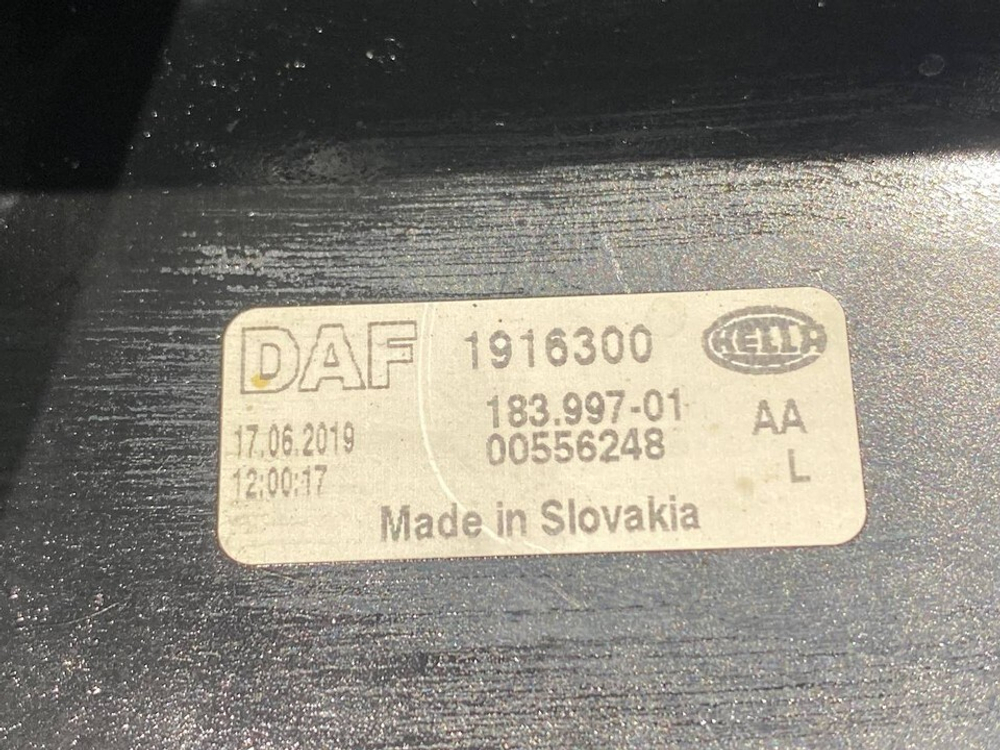 DAF 1916300 HELLA
183.997-01 AA
17.06.2019 00556248 L
12:00:17
Made in Slovakia